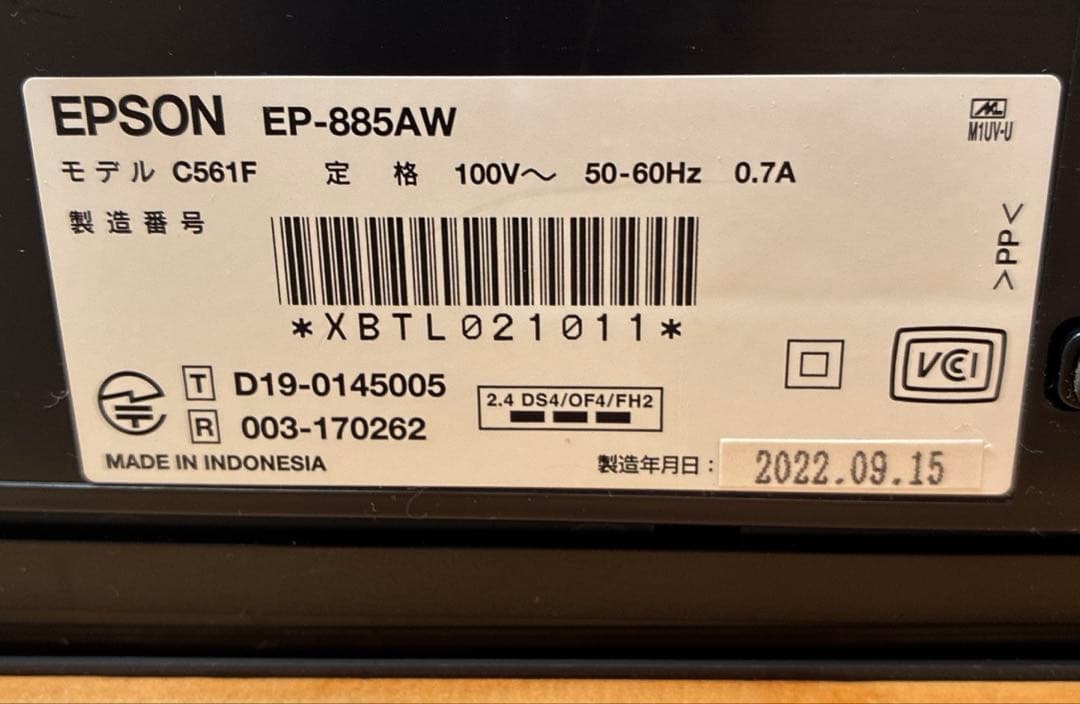 EPSON EP-885AW
M1UV-U
モデル C561F 定 格 100V～ 50-60Hz 0.7A
製造番号
>PP<
*XBTL021011*
VCCI
T D19-0145005
R 003-170262
2.4 DS4/OF4/FH2
MADE IN INDONESIA
製造年月日： 2022.09.15